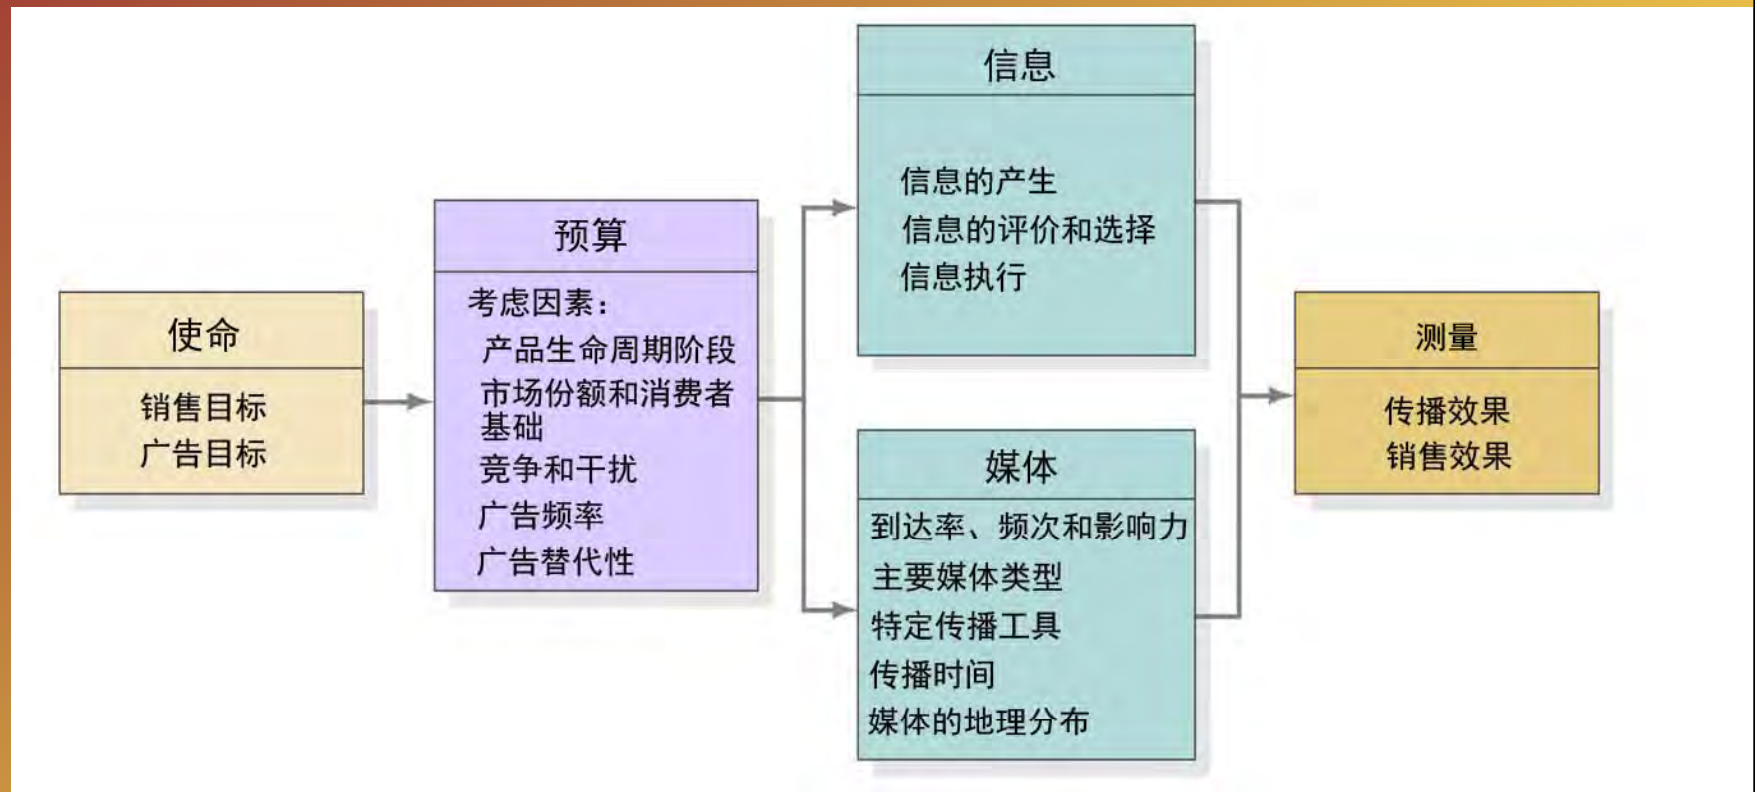 使命
销售目标
广告目标
预算
考虑因素：
产品生命周期阶段
市场份额和消费者
基础
竞争和干扰
广告频率
广告替代性
信息
信息的产生
信息的评价和选择
信息执行
媒体
到达率、频次和影响力
主要媒体类型
特定传播工具
传播时间
媒体的地理分布
测量
传播效果
销售效果